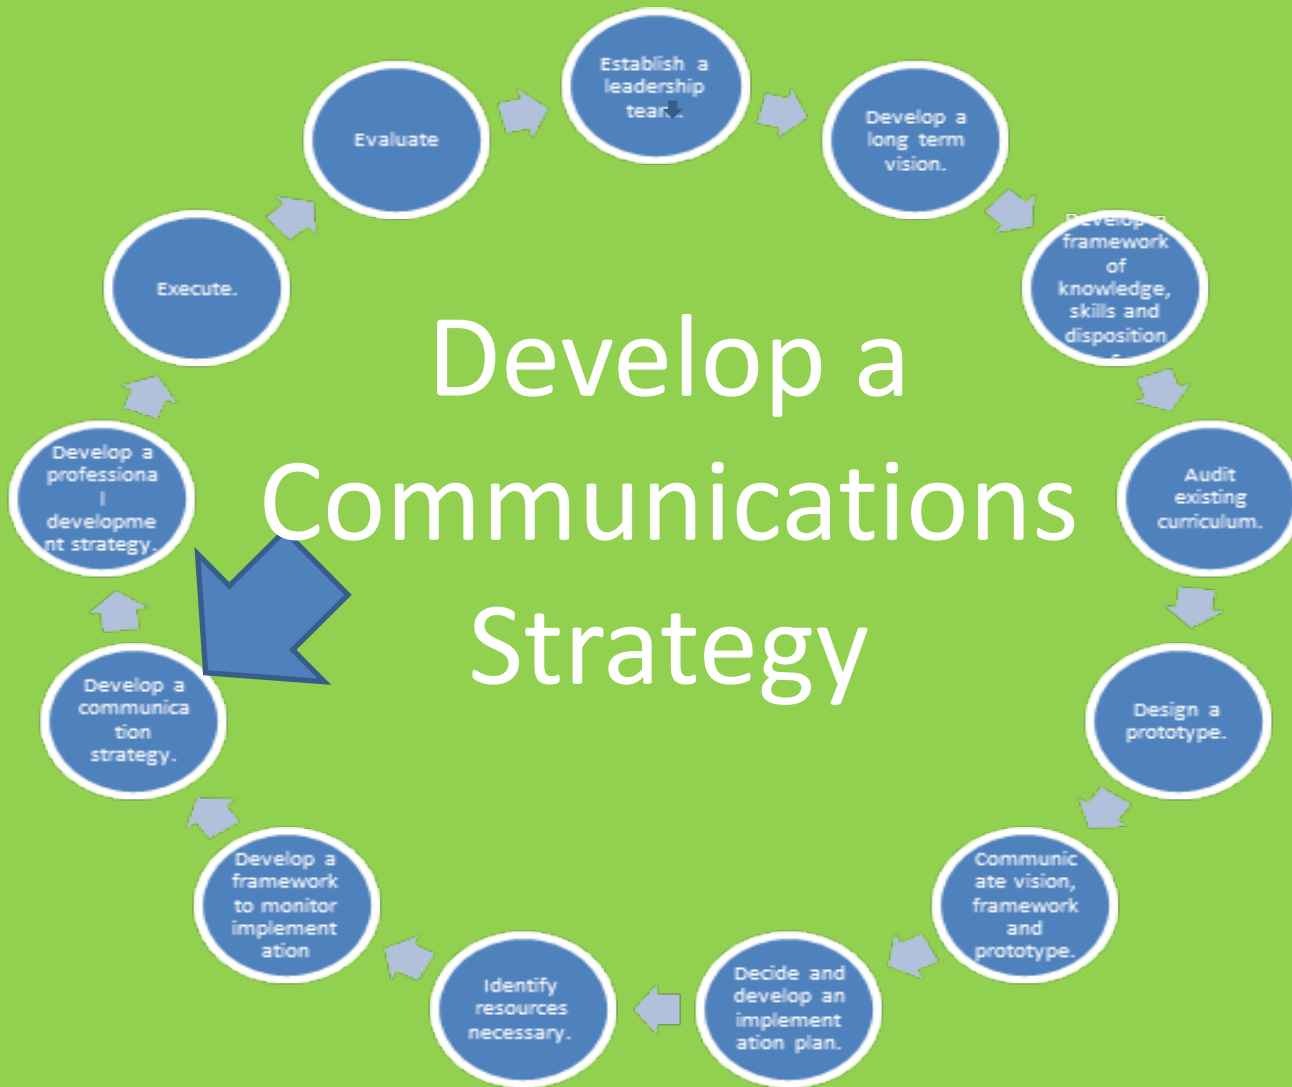 Establish a
leadership
team.
Develop a
long term
vision.
Develop a
framework
of
knowledge,
skills and
disposition
s
Audit
existing
curriculum.
Design a
prototype.
Communic
ate vision,
framework
and
prototype.
Decide and
develop an
implement
ation plan.
Identify
resources
necessary.
Develop a
framework
to monitor
implement
ation
Develop a
communica
tion
strategy.
Develop a
professiona
l
developme
nt strategy.
Execute.
Evaluate
Develop a
Communications
Strategy